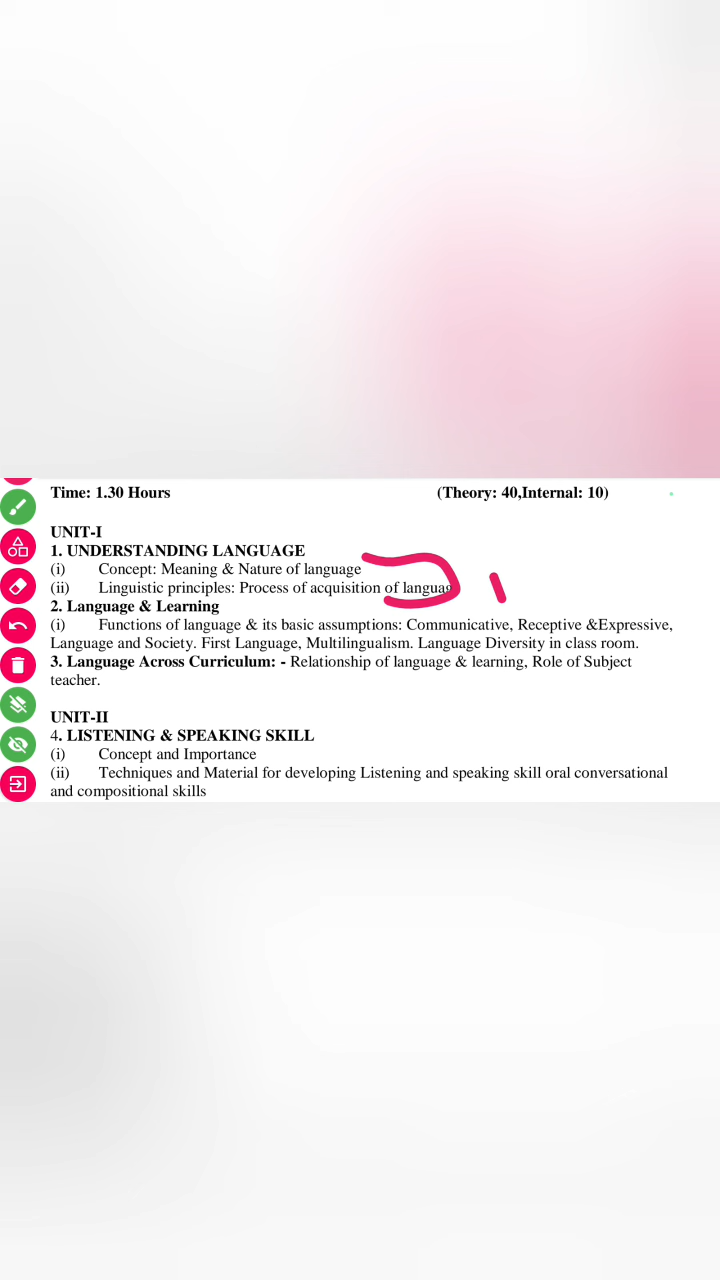 Time: 1.30 Hours (Theory: 40,Internal: 10)
UNIT-I
1. UNDERSTANDING LANGUAGE
(i) Concept: Meaning & Nature of language
(ii) Linguistic principles: Process of acquisition of languag
2. Language & Learning
(i) Functions of language & its basic assumptions: Communicative, Receptive &Expressive,
Language and Society. First Language, Multilingualism. Language Diversity in class room.
3. Language Across Curriculum: - Relationship of language & learning, Role of Subject
teacher.
UNIT-II
4. LISTENING & SPEAKING SKILL
(i) Concept and Importance
(ii) Techniques and Material for developing Listening and speaking skill oral conversational
and compositional skills